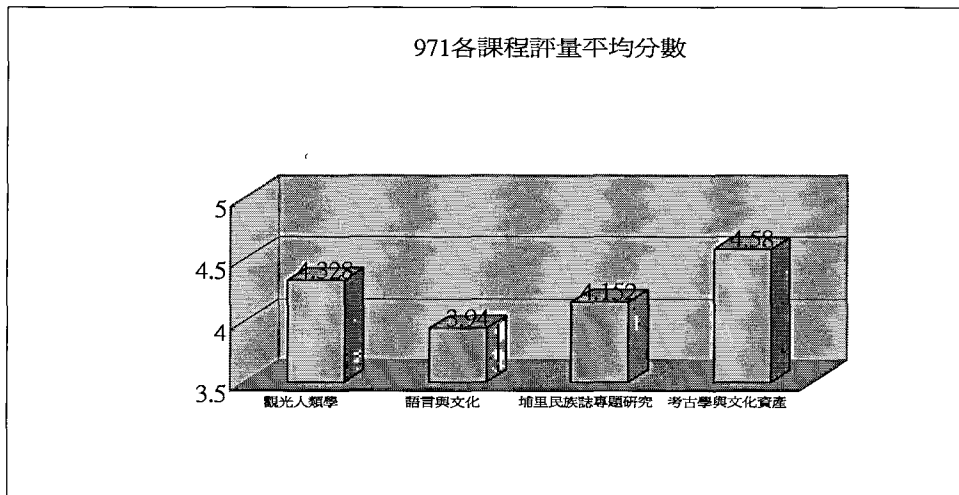 971各課程評量平均分數
5
4.5
4
3.5
4.328
3.94
4.152
4.58
觀光人類學
語言與文化
埔里民族誌專題研究
考古學與文化資產